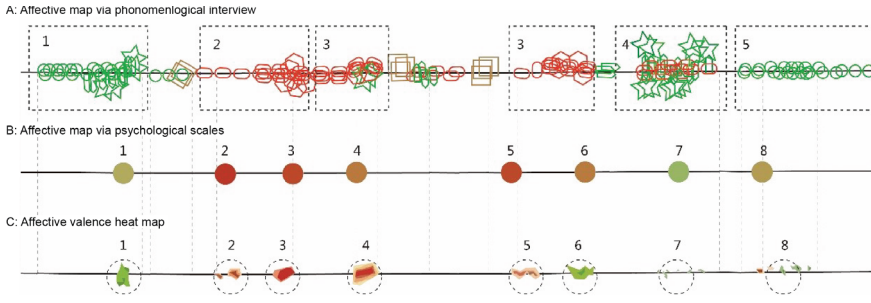 A: Affective map via phonomenlogical interview
1 2 3 3 4 5
B: Affective map via psychological scales
1 2 3 4 5 6 7 8
C: Affective valence heat map
1 2 3 4 5 6 7 8